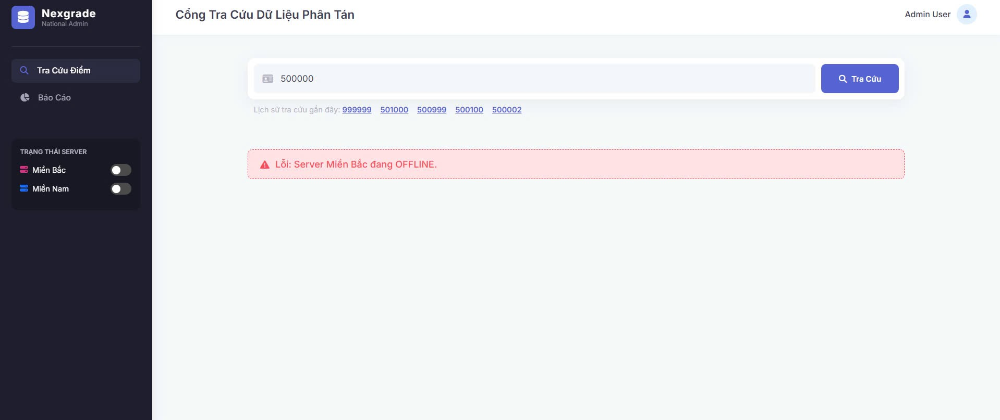 Nexgrade
National Admin
Cổng Tra Cứu Dữ Liệu Phân Tán
Admin User
Tra Cứu Điểm
Báo Cáo
TRẠNG THÁI SERVER
Miền Bắc
Miền Nam
500000
Tra Cứu
Lịch sử tra cứu gần đây: 999999 501000 500999 500100 500002
Lỗi: Server Miền Bắc đang OFFLINE.